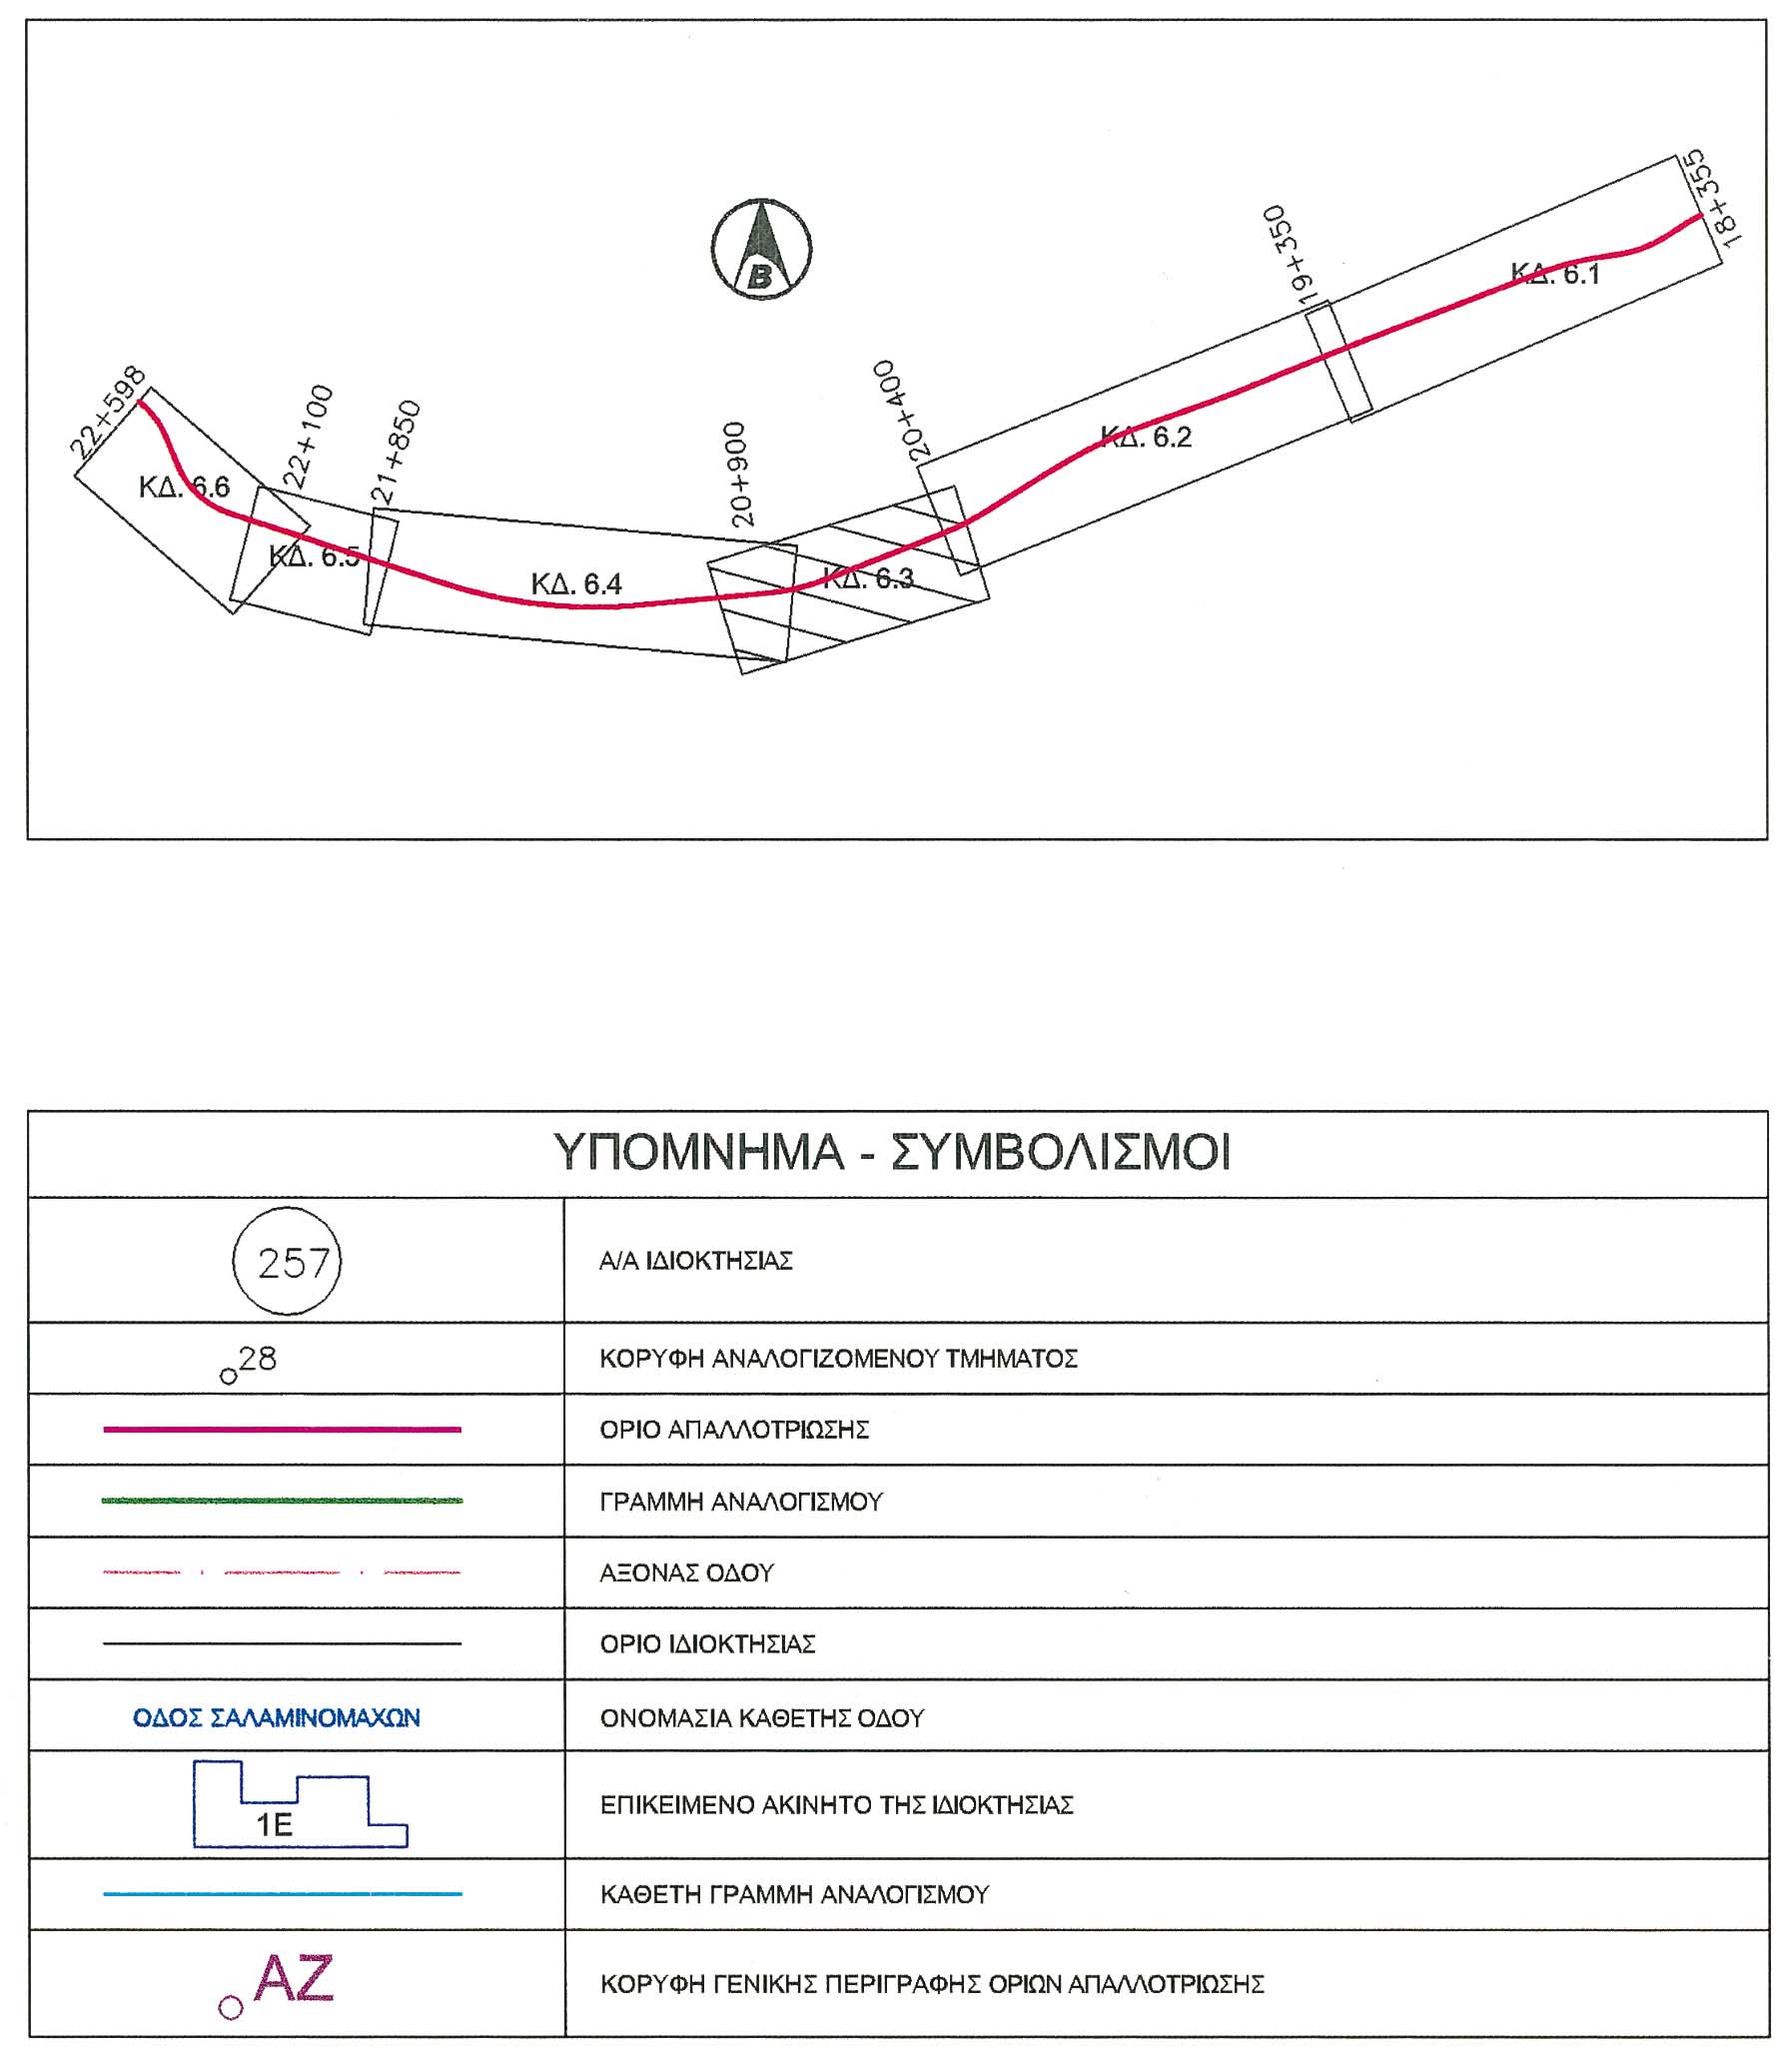 18+355
19+350
ΚΔ. 6.1
20+400
ΚΔ. 6.2
22+598
22+100
21+850
20+900
ΚΔ. 6.6
ΚΔ. 6.5
ΚΔ. 6.4
ΚΔ. 6.3
Β
ΥΠΟΜΝΗΜΑ - ΣΥΜΒΟΛΙΣΜΟΙ
257 Α/Α ΙΔΙΟΚΤΗΣΙΑΣ
28 ΚΟΡΥΦΗ ΑΝΑΛΟΓΙΖΟΜΕΝΟΥ ΤΜΗΜΑΤΟΣ
ΟΡΙΟ ΑΠΑΛΛΟΤΡΙΩΣΗΣ
ΓΡΑΜΜΗ ΑΝΑΛΟΓΙΣΜΟΥ
ΑΞΟΝΑΣ ΟΔΟΥ
ΟΡΙΟ ΙΔΙΟΚΤΗΣΙΑΣ
ΟΔΟΣ ΣΑΛΑΜΙΝΟΜΑΧΩΝ ΟΝΟΜΑΣΙΑ ΚΑΘΕΤΗΣ ΟΔΟΥ
1Ε ΕΠΙΚΕΙΜΕΝΟ ΑΚΙΝΗΤΟ ΤΗΣ ΙΔΙΟΚΤΗΣΙΑΣ
ΚΑΘΕΤΗ ΓΡΑΜΜΗ ΑΝΑΛΟΓΙΣΜΟΥ
ΑΖ ΚΟΡΥΦΗ ΓΕΝΙΚΗΣ ΠΕΡΙΓΡΑΦΗΣ ΟΡΙΩΝ ΑΠΑΛΛΟΤΡΙΩΣΗΣ